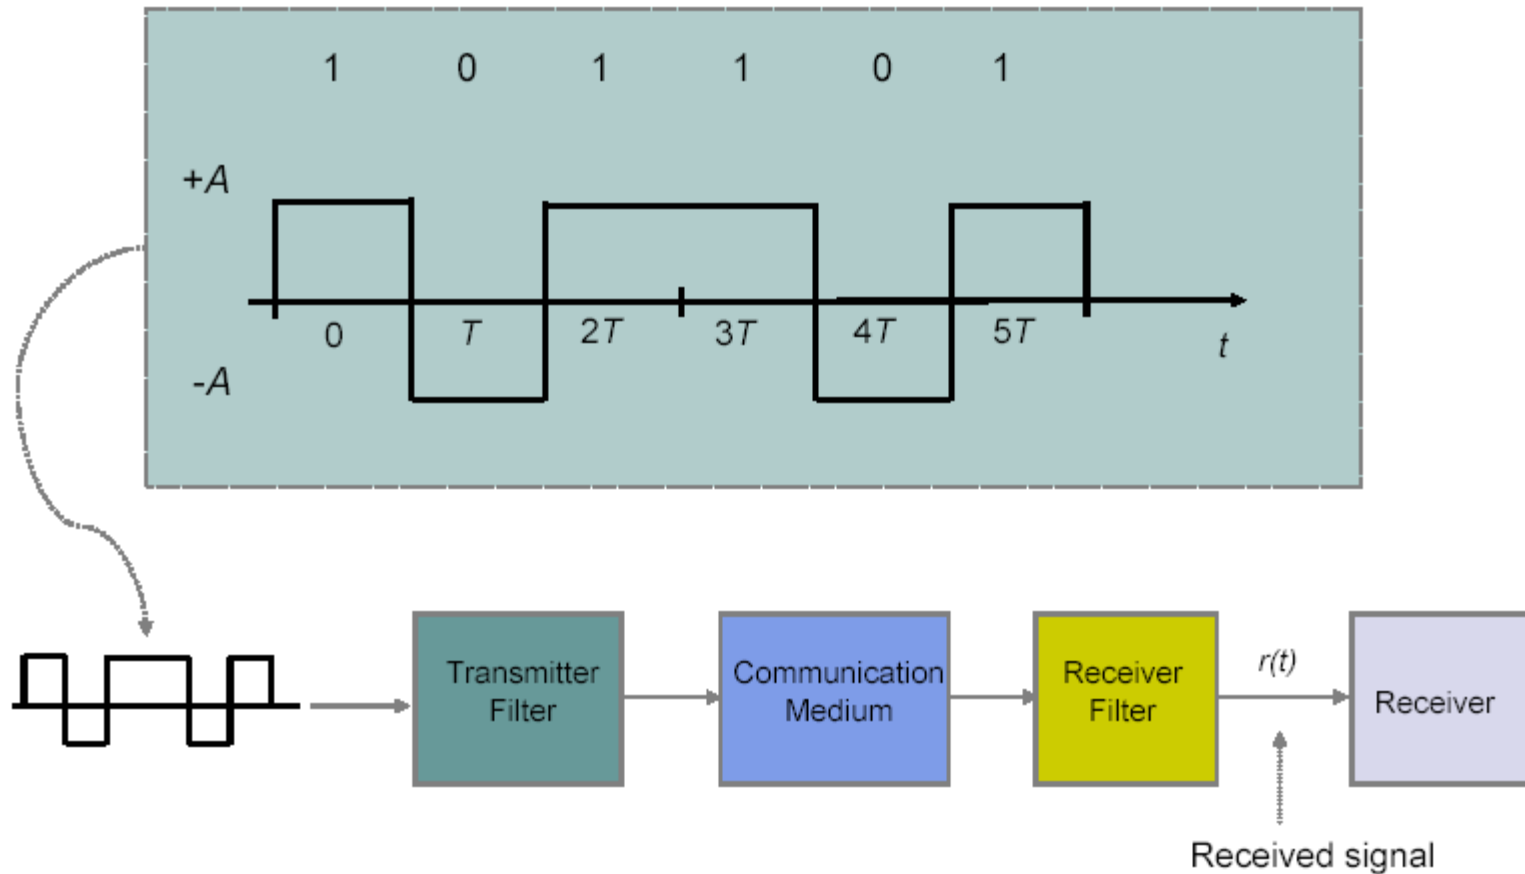 1 0 1 1 0 1
+A
0 T 2T 3T 4T 5T
t
-A
Transmitter
Filter
Communication
Medium
Receiver
Filter
r(t)
Receiver
Received signal